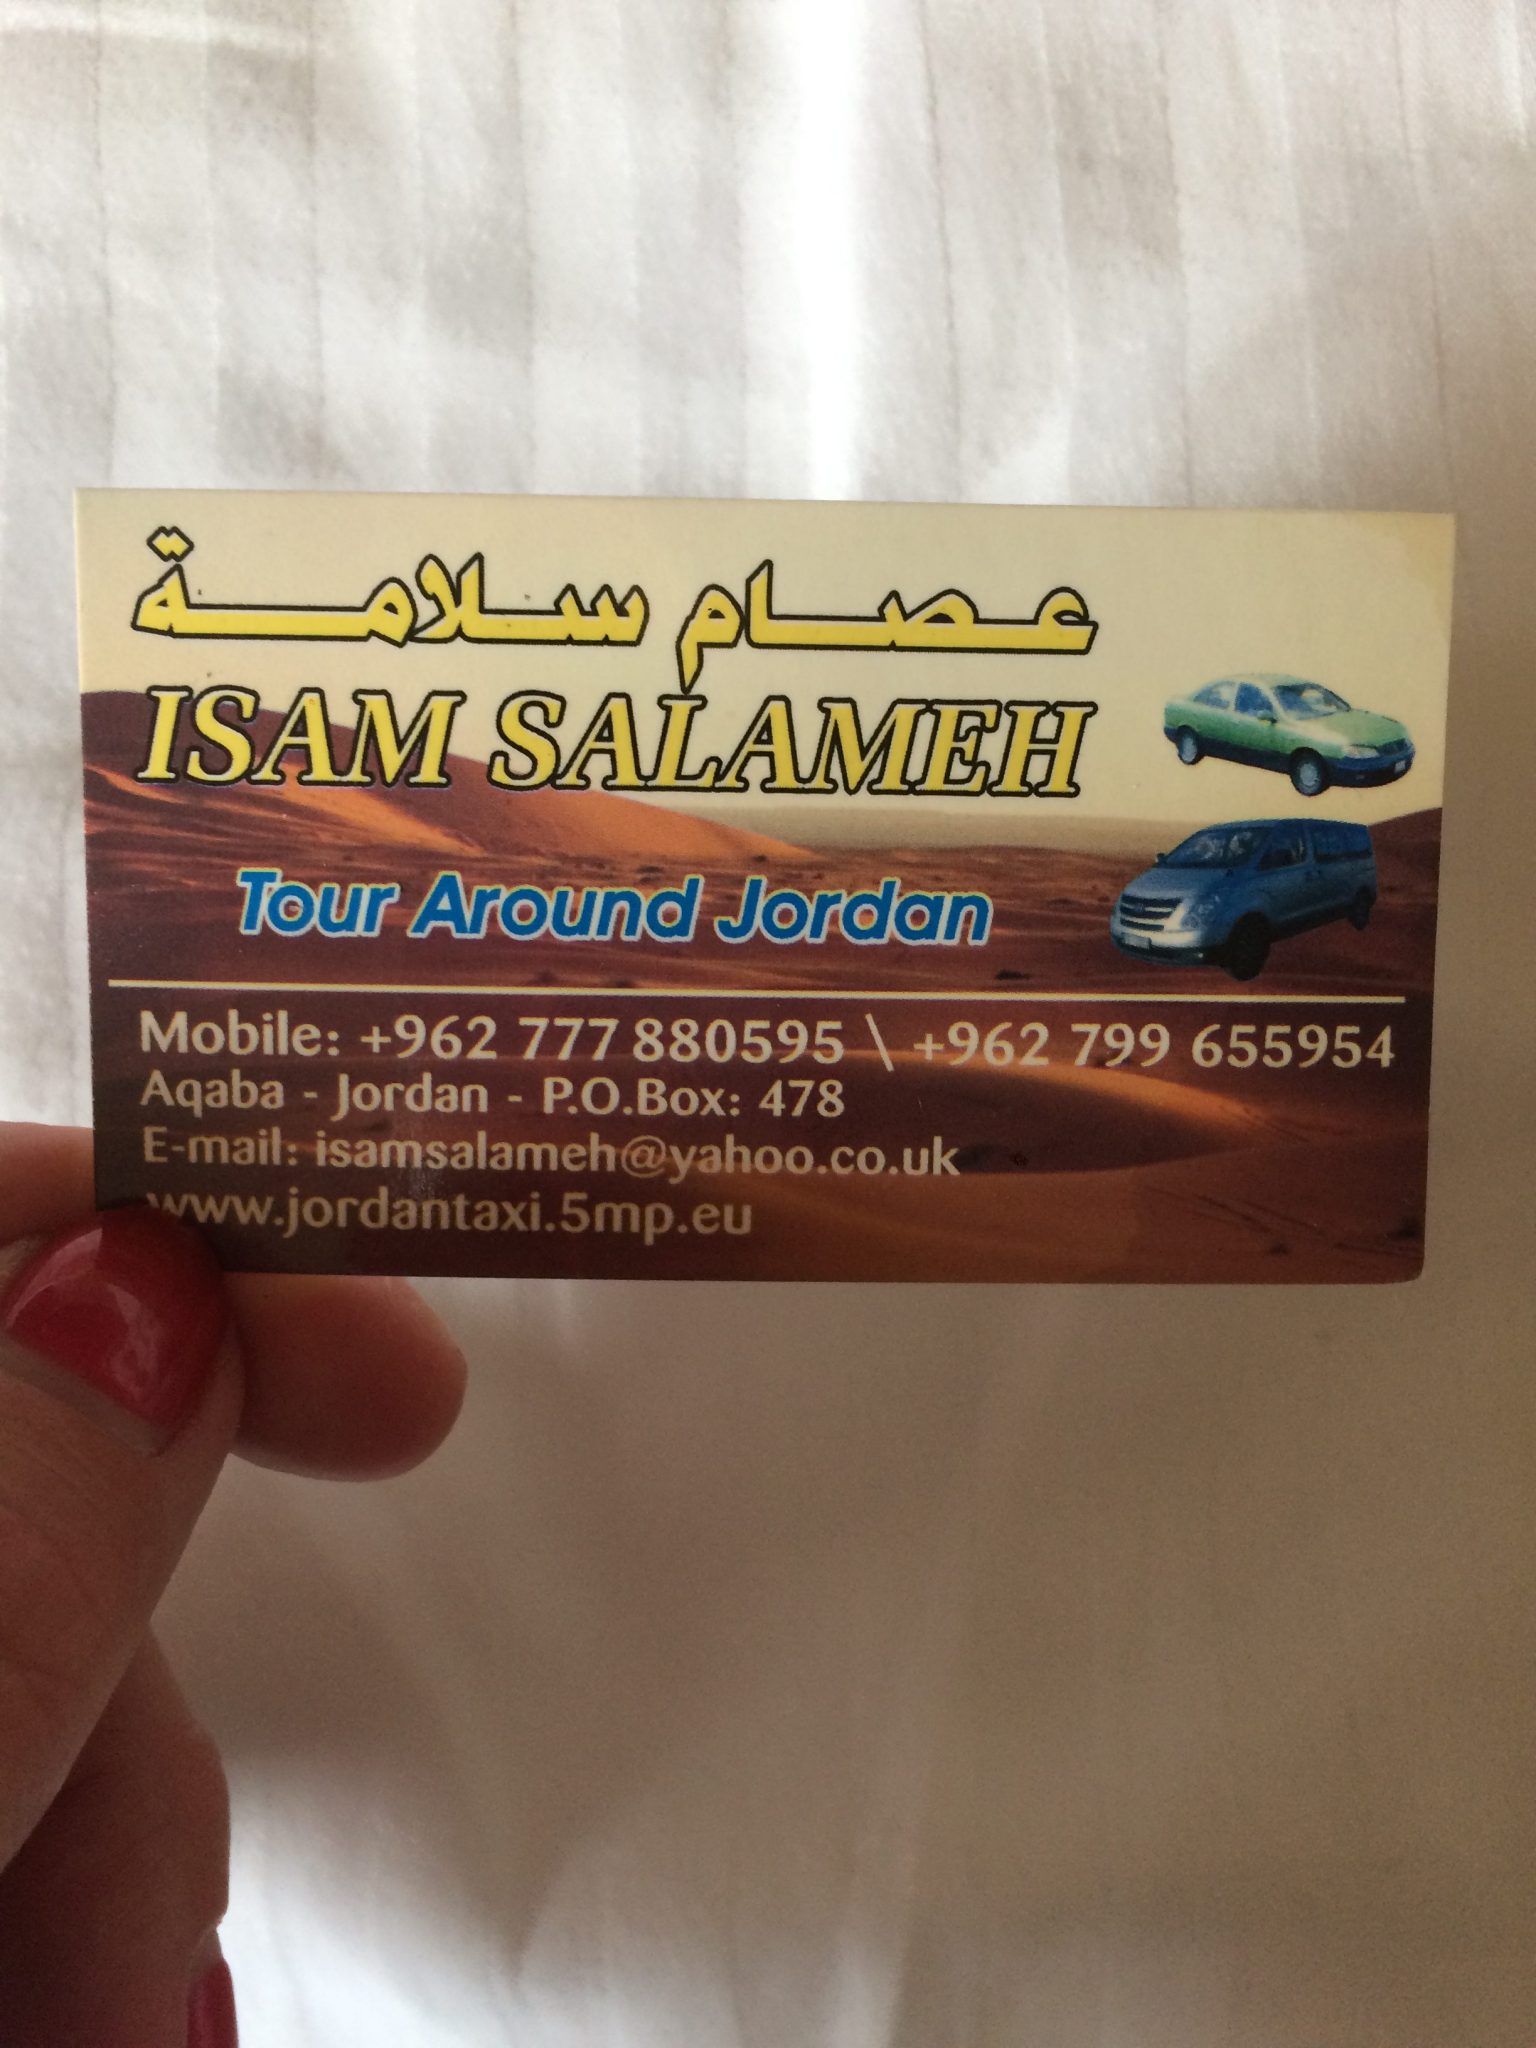 عصام سلامة
ISAM SALAMEH
Tour Around Jordan
Mobile: +962 777 880595 \ +962 799 655954
Aqaba - Jordan - P.O.Box: 478
E-mail: isamsalameh@yahoo.co.uk
www.jordantaxi.5mp.eu